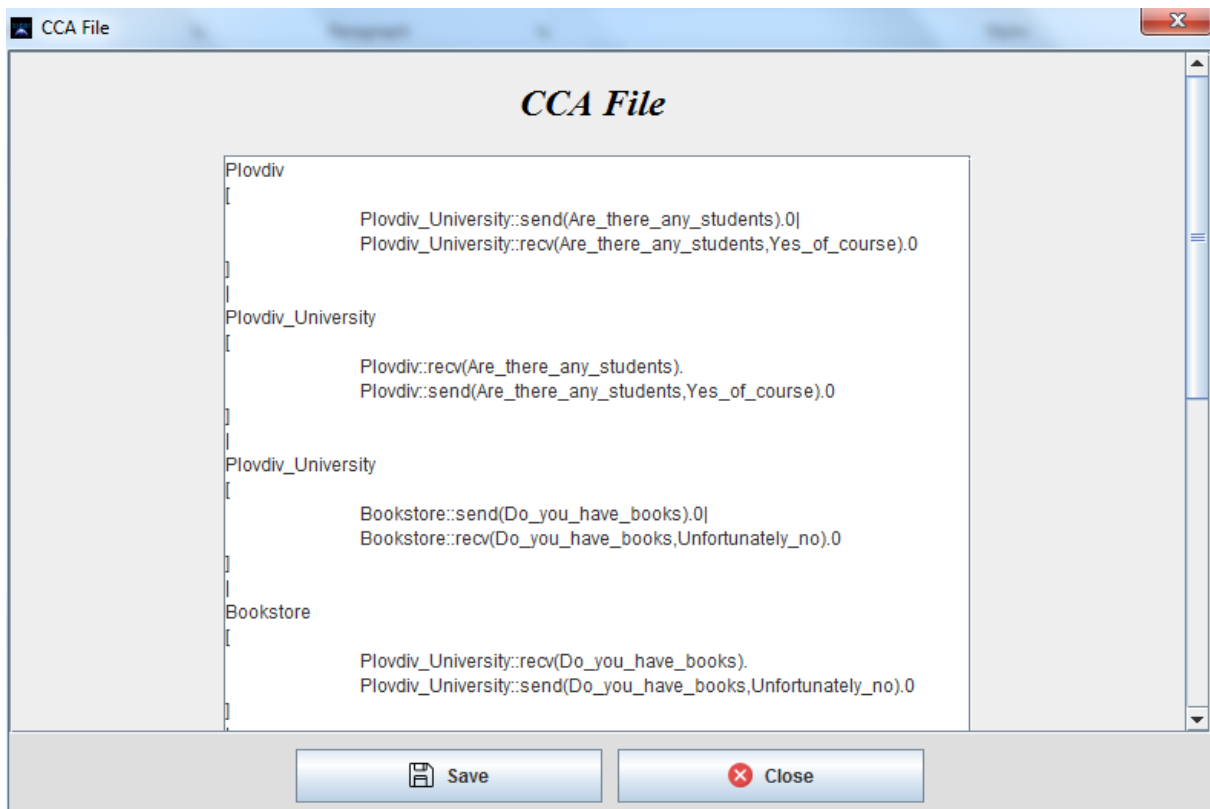 CCA File
CCA File
Plovdiv
[
Plovdiv_University::send(Are_there_any_students).0|
Plovdiv_University::recv(Are_there_any_students,Yes_of_course).0
]
|
Plovdiv_University
[
Plovdiv::recv(Are_there_any_students).
Plovdiv::send(Are_there_any_students,Yes_of_course).0
]
|
Plovdiv_University
[
Bookstore::send(Do_you_have_books).0|
Bookstore::recv(Do_you_have_books,Unfortunately_no).0
]
|
Bookstore
[
Plovdiv_University::recv(Do_you_have_books).
Plovdiv_University::send(Do_you_have_books,Unfortunately_no).0
]
Save
Close